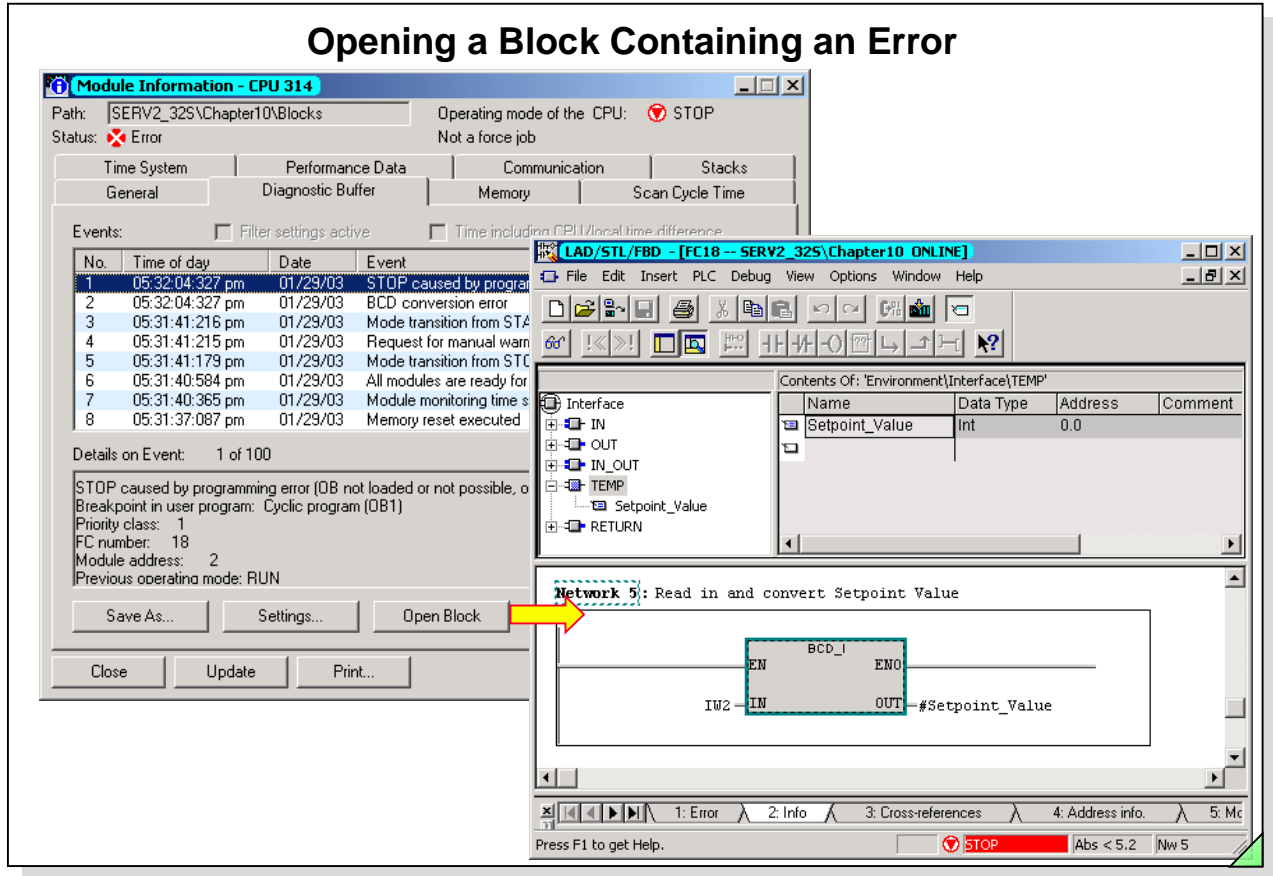 Opening a Block Containing an Error
Module Information - CPU 314
Path: SERV2_32S\Chapter10\Blocks Operating mode of the CPU: STOP
Status: Error Not a force job
Time System Performance Data Communication Stacks
General Diagnostic Buffer Memory Scan Cycle Time
Events: Filter settings active Time including CPU/local time difference
No. Time of day Date Event
1 05:32:04:327 pm 01/29/03 STOP caused by program
2 05:32:04:327 pm 01/29/03 BCD conversion error
3 05:31:41:216 pm 01/29/03 Mode transition from STA
4 05:31:41:215 pm 01/29/03 Request for manual warm
5 05:31:41:179 pm 01/29/03 Mode transition from STO
6 05:31:40:584 pm 01/29/03 All modules are ready for
7 05:31:40:365 pm 01/29/03 Module monitoring time s
8 05:31:37:087 pm 01/29/03 Memory reset executed
Details on Event: 1 of 100
STOP caused by programming error (OB not loaded or not possible, o
Breakpoint in user program: Cyclic program (OB1)
Priority class: 1
FC number: 18
Module address: 2
Previous operating mode: RUN
Save As... Settings... Open Block
Close Update Print...
LAD/STL/FBD - [FC18 -- SERV2_32S\Chapter10 ONLINE]
File Edit Insert PLC Debug View Options Window Help
Contents Of: 'Environment\Interface\TEMP'
Interface
IN
OUT
IN_OUT
TEMP
Setpoint_Value
RETURN
Name Data Type Address Comment
Setpoint_Value Int 0.0
Network 5: Read in and convert Setpoint Value
BCD_I
EN ENO
IW2 IN OUT #Setpoint_Value
1: Error 2: Info 3: Cross-references 4: Address info. 5: Mo
Press F1 to get Help. STOP Abs < 5.2 Nw 5